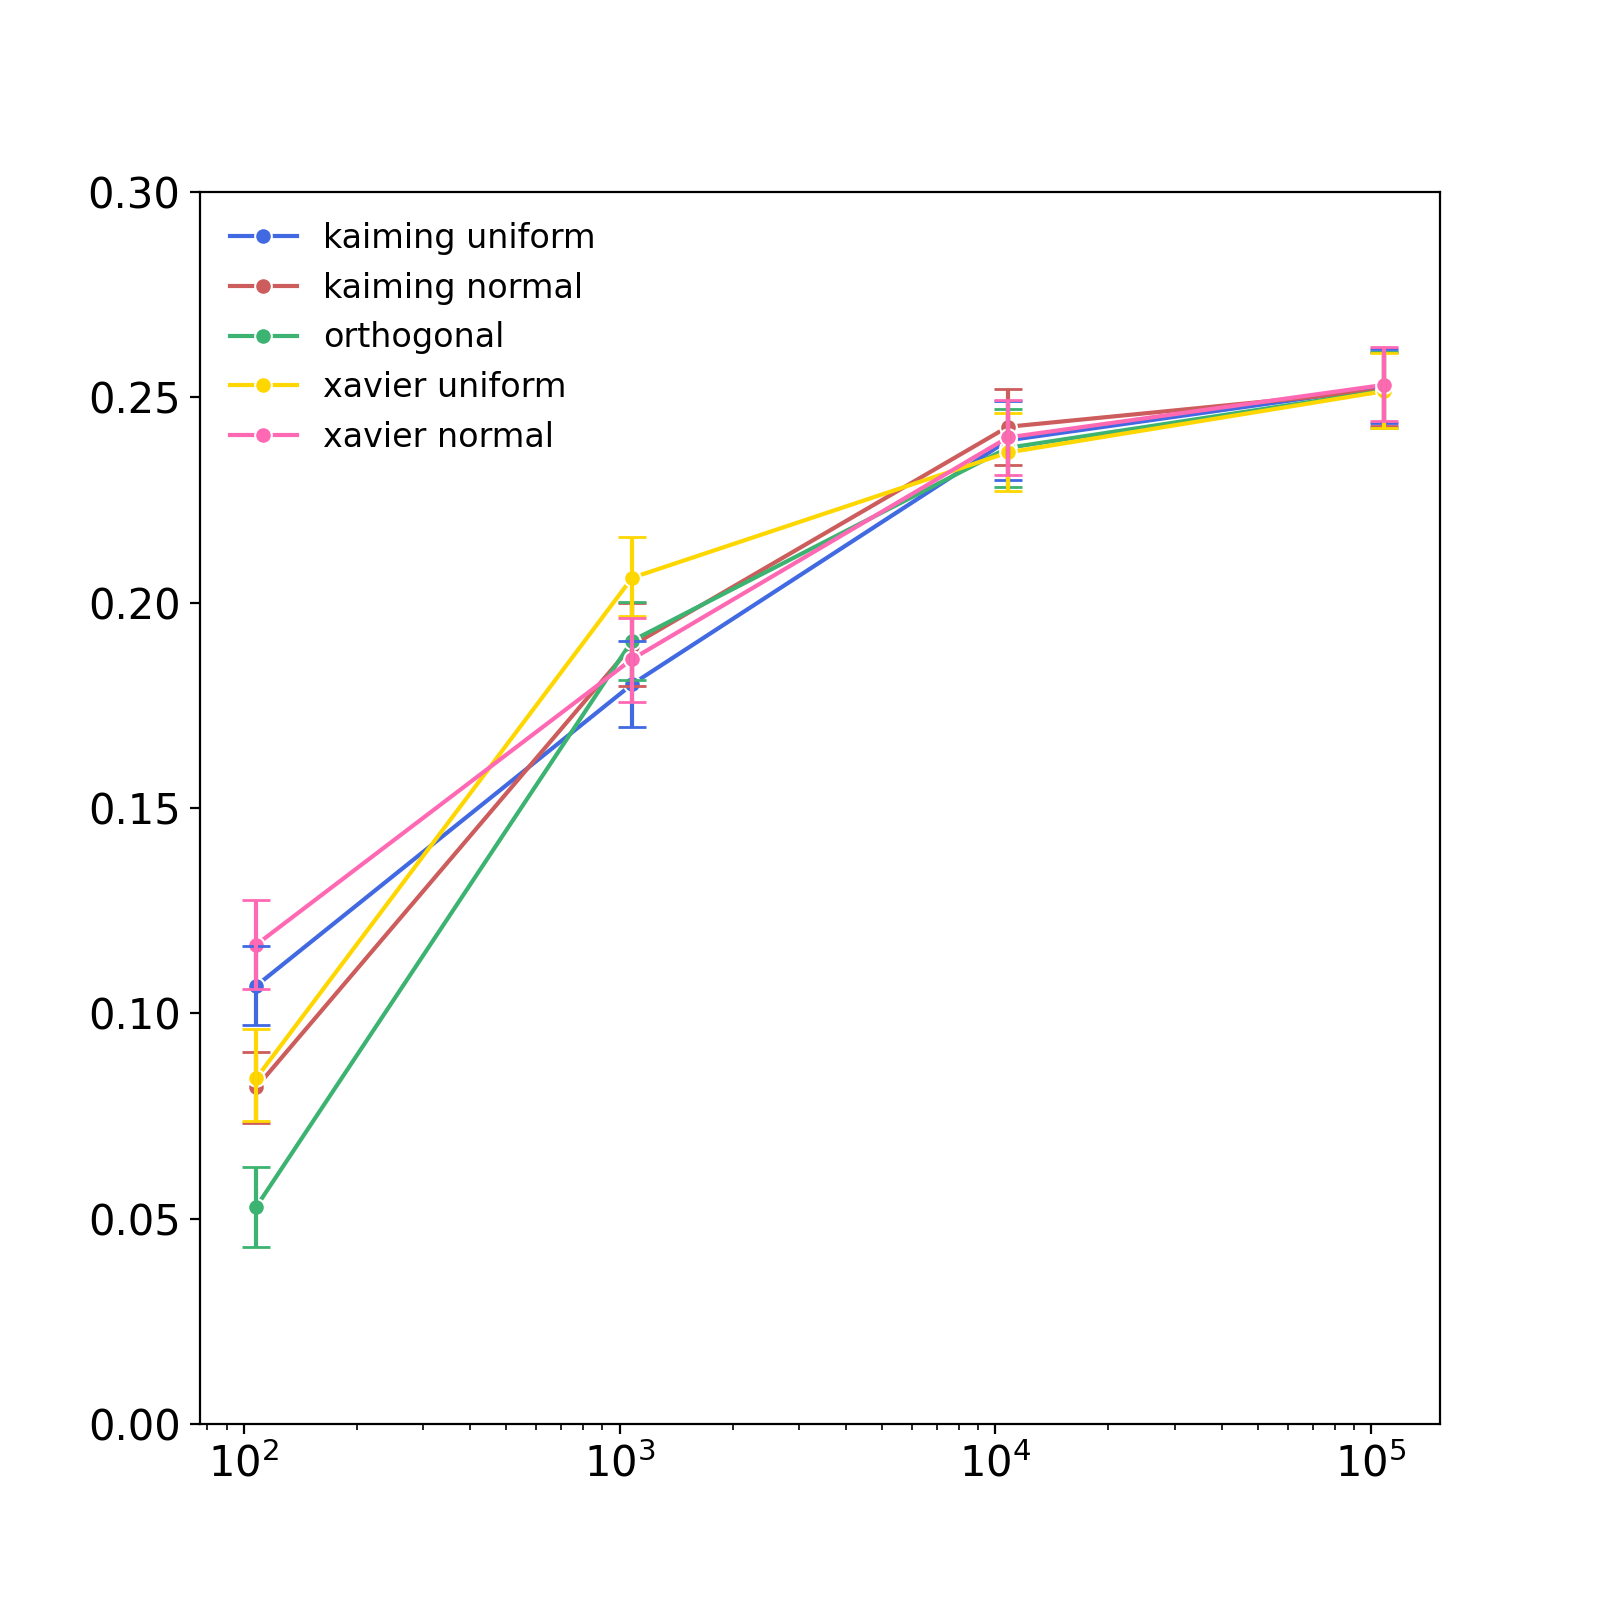 0.30
kaiming uniform
kaiming normal
0.25
orthogonal
xavier uniform
xavier normal
0.20
0.15
0.10
0.05
0.00
10² 10³ 10⁴ 10⁵